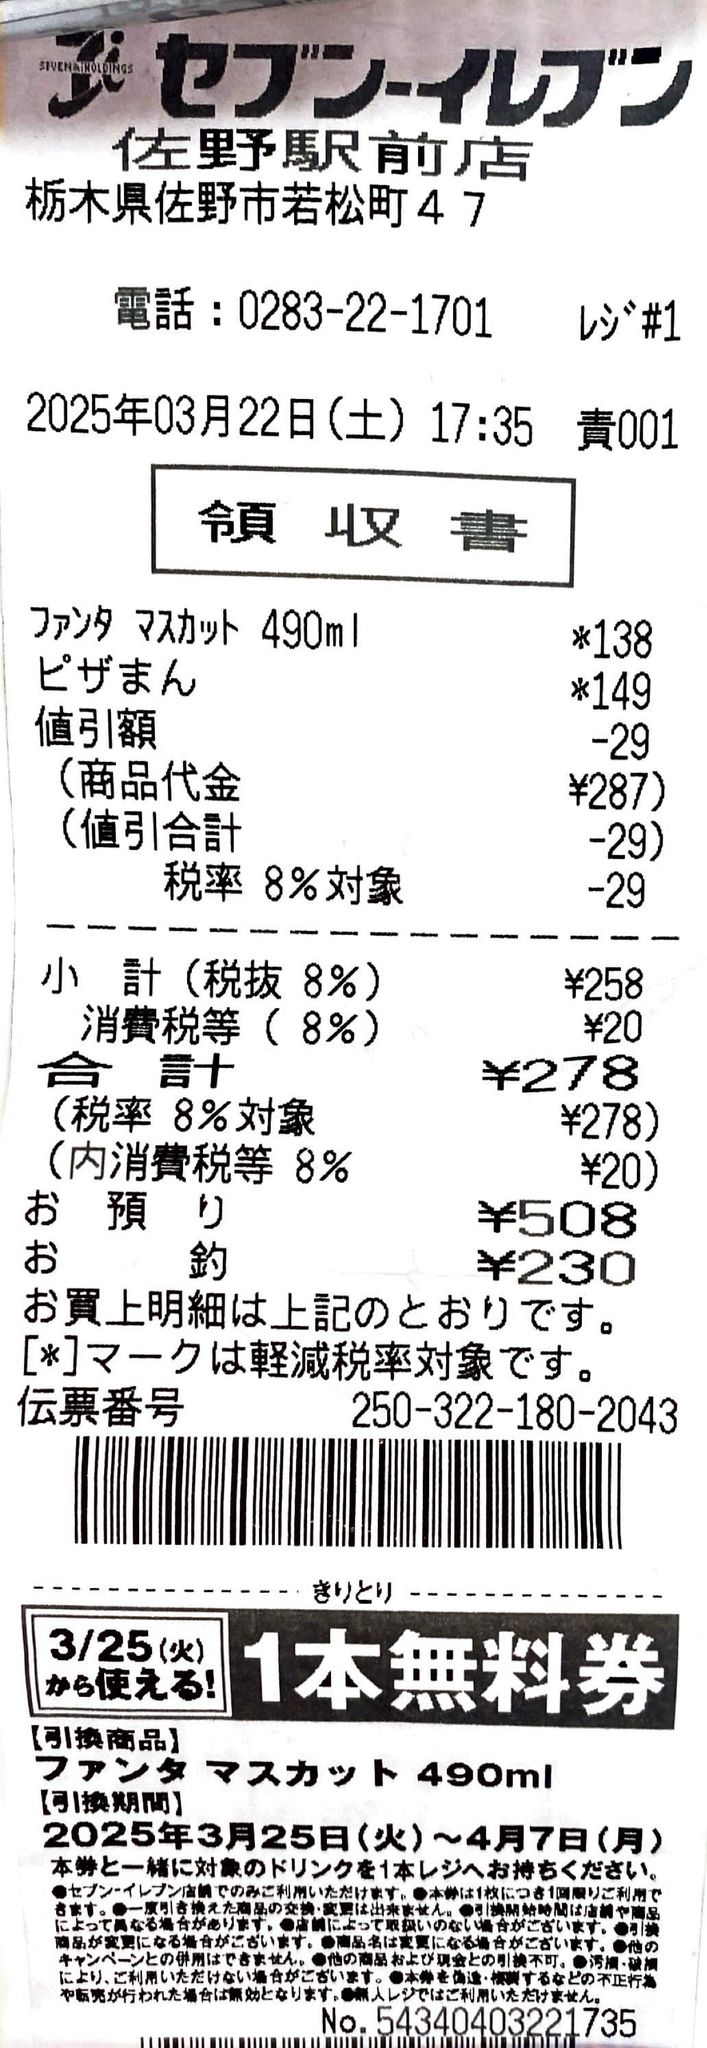 SEVEN&iHOLDINGS
セブン-イレブン
佐野駅前店
栃木県佐野市若松町47
電話:0283-22-1701 レジ#1
2025年03月22日(土) 17:35 責001
領収書
ファンタ マスカット 490ml *138
ピザまん *149
値引額 -29
(商品代金 ¥287)
(値引合計 -29)
税率 8%対象 -29
小 計(税抜 8%) ¥258
消費税等( 8%) ¥20
合 計 ¥278
(税率 8%対象 ¥278)
(内消費税等 8% ¥20)
お 預 り ¥508
お 釣 ¥230
お買上明細は上記のとおりです。
[*]マークは軽減税率対象です。
伝票番号 250-322-180-2043
きりとり
3/25(火)
から使える!
1本無料券
【引換商品】
ファンタ マスカット 490ml
【引換期間】
2025年3月25日(火)~4月7日(月)
本券と一緒に対象のドリンクを1本レジへお持ちください。
●セブン-イレブン店舗でのみご利用いただけます。●本券は1枚につき1回限りご利用で
きます。●一度引き換えた商品の交換・変更は出来ません。●引換開始時間は店舗や商品
によって異なる場合があります。●店舗によって取扱いのない場合がございます。●引換
商品が変更になる場合がございます。●商品名は変更になる場合がございます。●他の
キャンペーンとの併用はできません。●他の商品および現金との引換不可。●汚損・破損
により、ご利用いただけない場合がございます。●本券を偽造・複製するなどの不正行為
や転売が行われた場合は無効となります。●無人レジではご利用いただけません。
No. 54340403221735